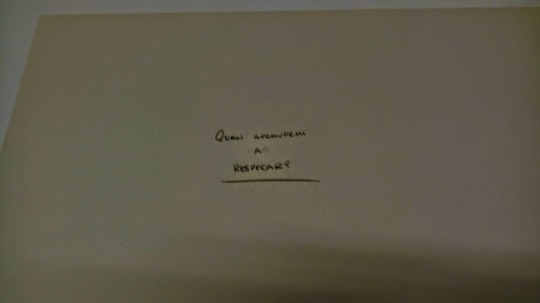 Quan aprendrem
a
respectar?